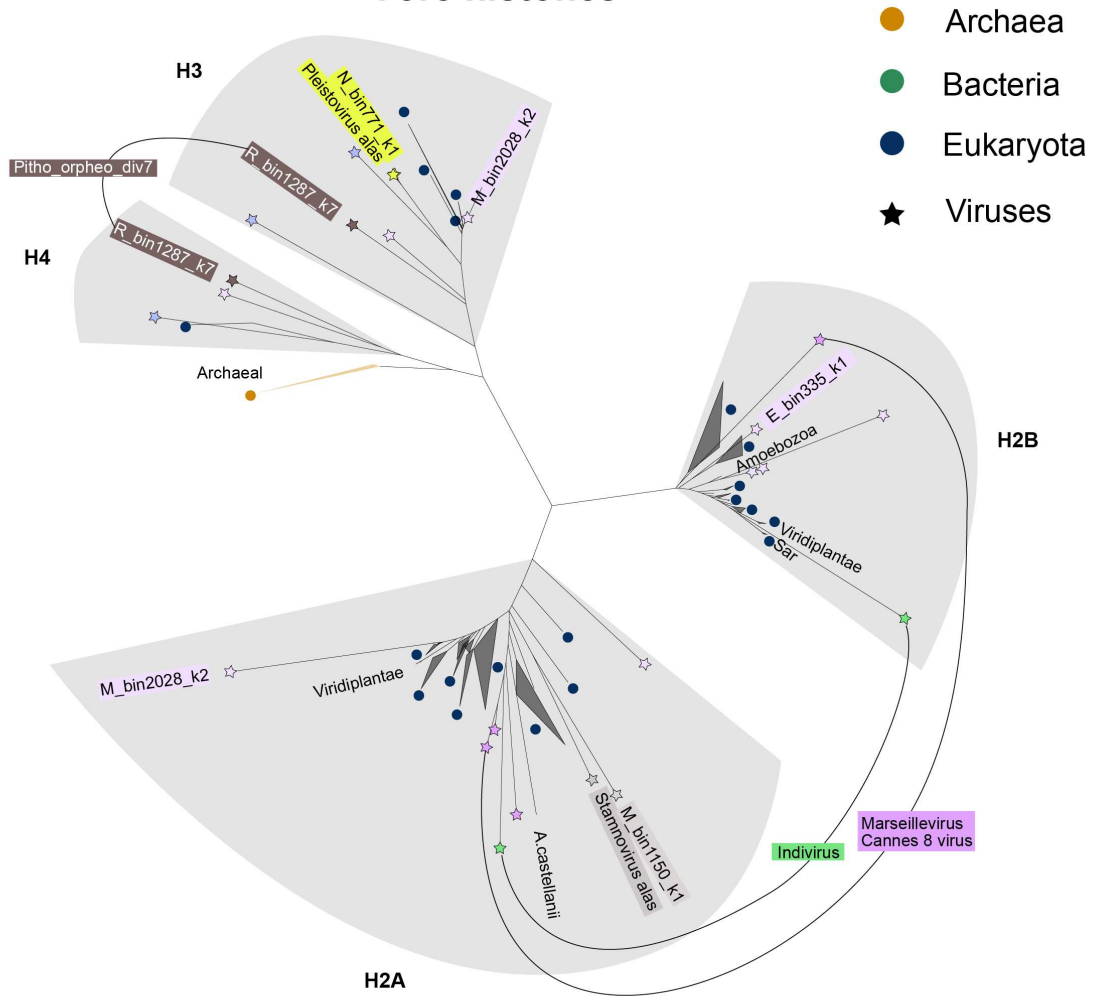 Archaea
Bacteria
Eukaryota
Viruses
H3
N_bin771_k1
Pleistovirus alas
M_bin2028_k2
Pitho_orpheo_div7
R_bin1287_k7
R_bin1287_k7
H4
Archaeal
E_bin335_k1
Amoebozoa
H2B
Viridiplantae
Sar
M_bin2028_k2
Viridiplantae
A.castellanii
Stamnovirus alas
M_bin1150_k1
Indivirus
Marseillevirus
Cannes 8 virus
H2A